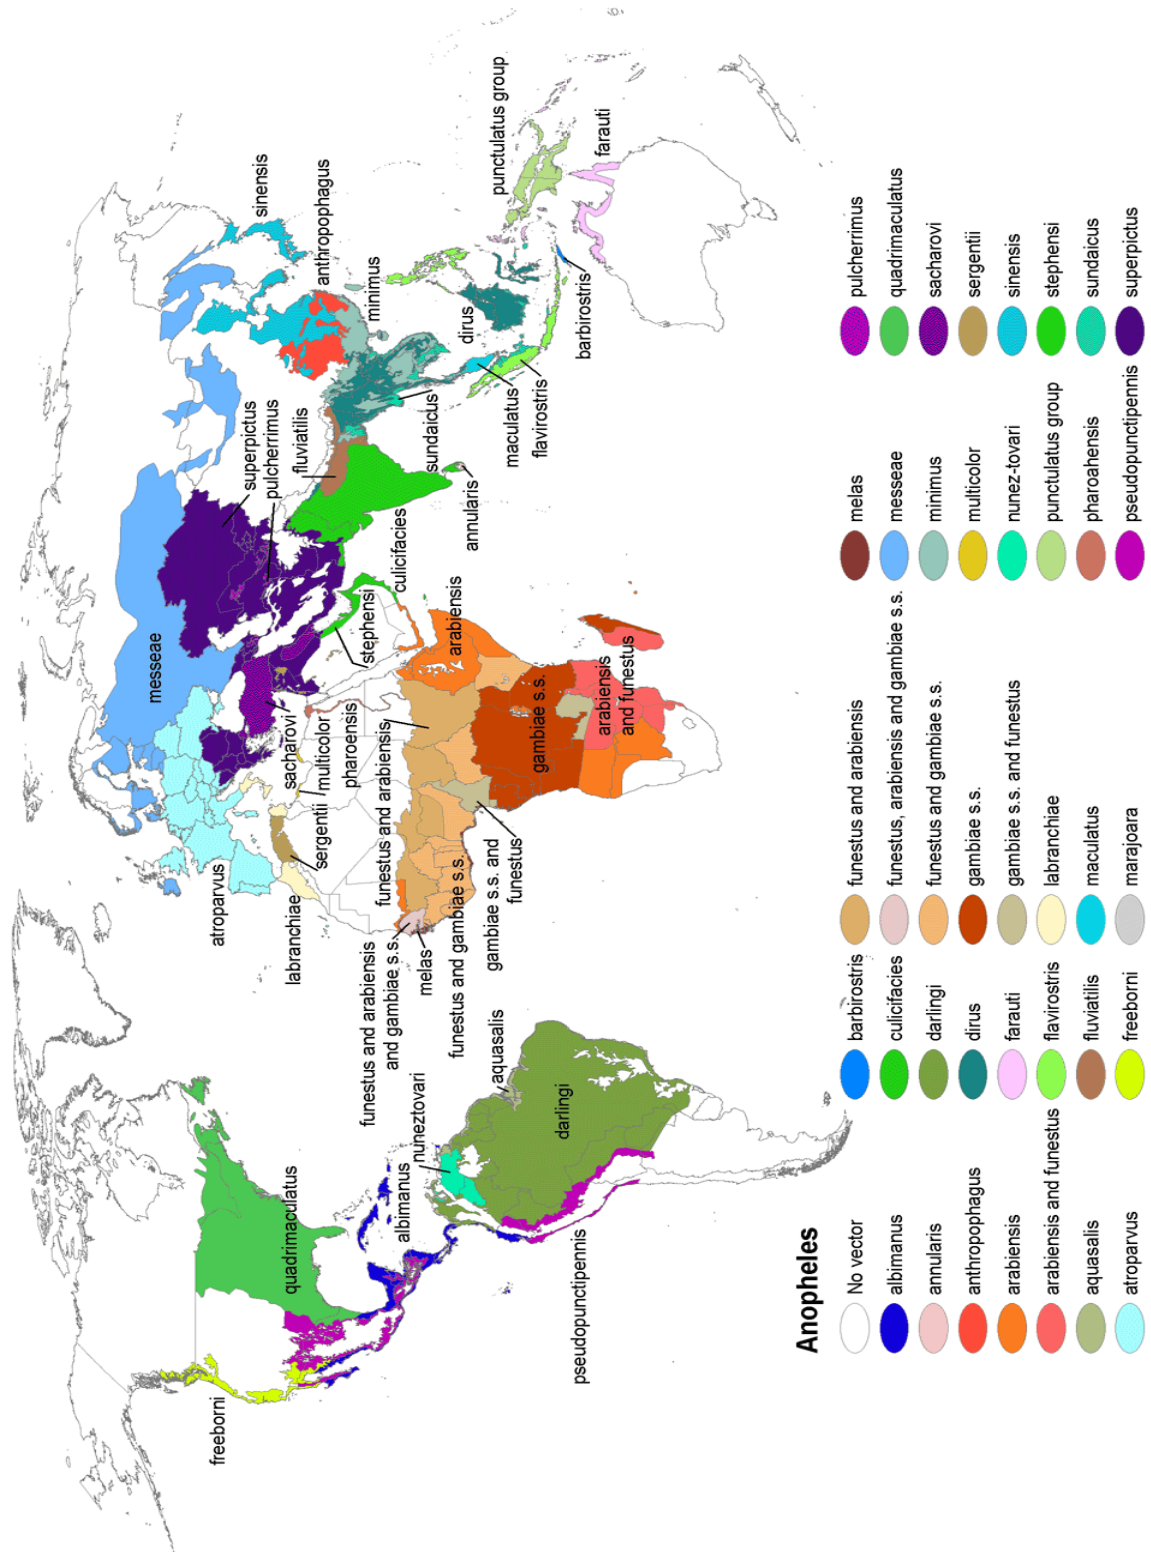 freeborni
quadrimaculatus
pseudopunctipennis
albimanus
nuneztovari
aquasalis
darlingi
atroparvus
labranchiae
messeae
sergentii
sacharovi
multicolor
pharoensis
funestus and arabiensis
funestus and arabiensis
and gambiae s.s.
melas
funestus and gambiae s.s.
gambiae s.s. and
funestus
gambiae s.s.
arabiensis
arabiensis
and funestus
stephensi
culicifacies
superpictus
pulcherrimus
fluviatilis
annularis
sundaicus
maculatus
flavirostris
dirus
minimus
anthropophagus
sinensis
barbirostris
punctulatus group
farauti
Anopheles
No vector
albimanus
annularis
anthropophagus
arabiensis
arabiensis and funestus
aquasalis
atroparvus
barbirostris
culicifacies
darlingi
dirus
farauti
flavirostris
fluviatilis
freeborni
funestus and arabiensis
funestus, arabiensis and gambiae s.s.
funestus and gambiae s.s.
gambiae s.s.
gambiae s.s. and funestus
labranchiae
maculatus
marajoara
melas
messeae
minimus
multicolor
nunez-tovari
punctulatus group
pharoahensis
pseudopunctipennis
pulcherrimus
quadrimaculatus
sacharovi
sergentii
sinensis
stephensi
sundaicus
superpictus